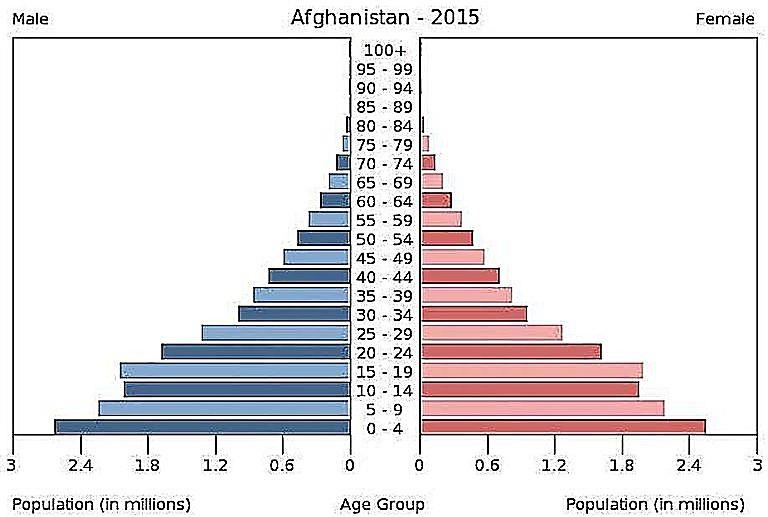 Male Afghanistan - 2015 Female
100+
95 - 99
90 - 94
85 - 89
80 - 84
75 - 79
70 - 74
65 - 69
60 - 64
55 - 59
50 - 54
45 - 49
40 - 44
35 - 39
30 - 34
25 - 29
20 - 24
15 - 19
10 - 14
5 - 9
0 - 4
3 2.4 1.8 1.2 0.6 0 0 0.6 1.2 1.8 2.4 3
Population (in millions) Age Group Population (in millions)